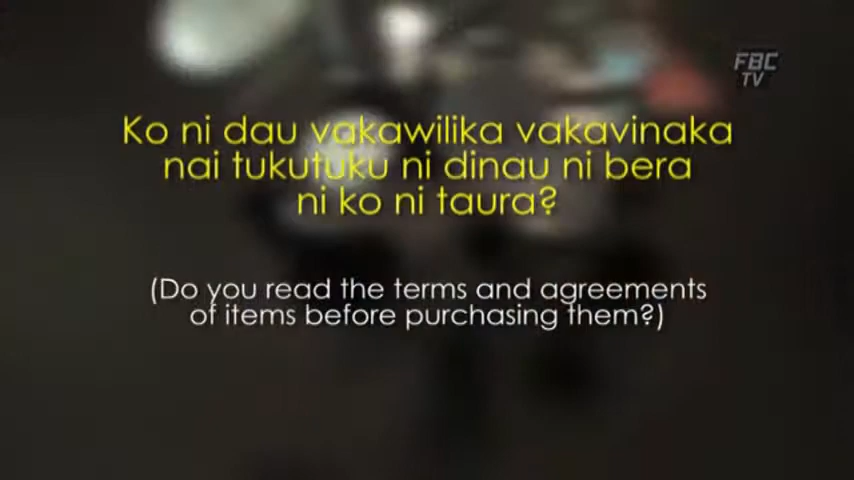 FBC
TV
Ko ni dau vakawilika vakavinaka
nai tukutuku ni dinau ni bera
ni ko ni taura?
(Do you read the terms and agreements
of items before purchasing them?)